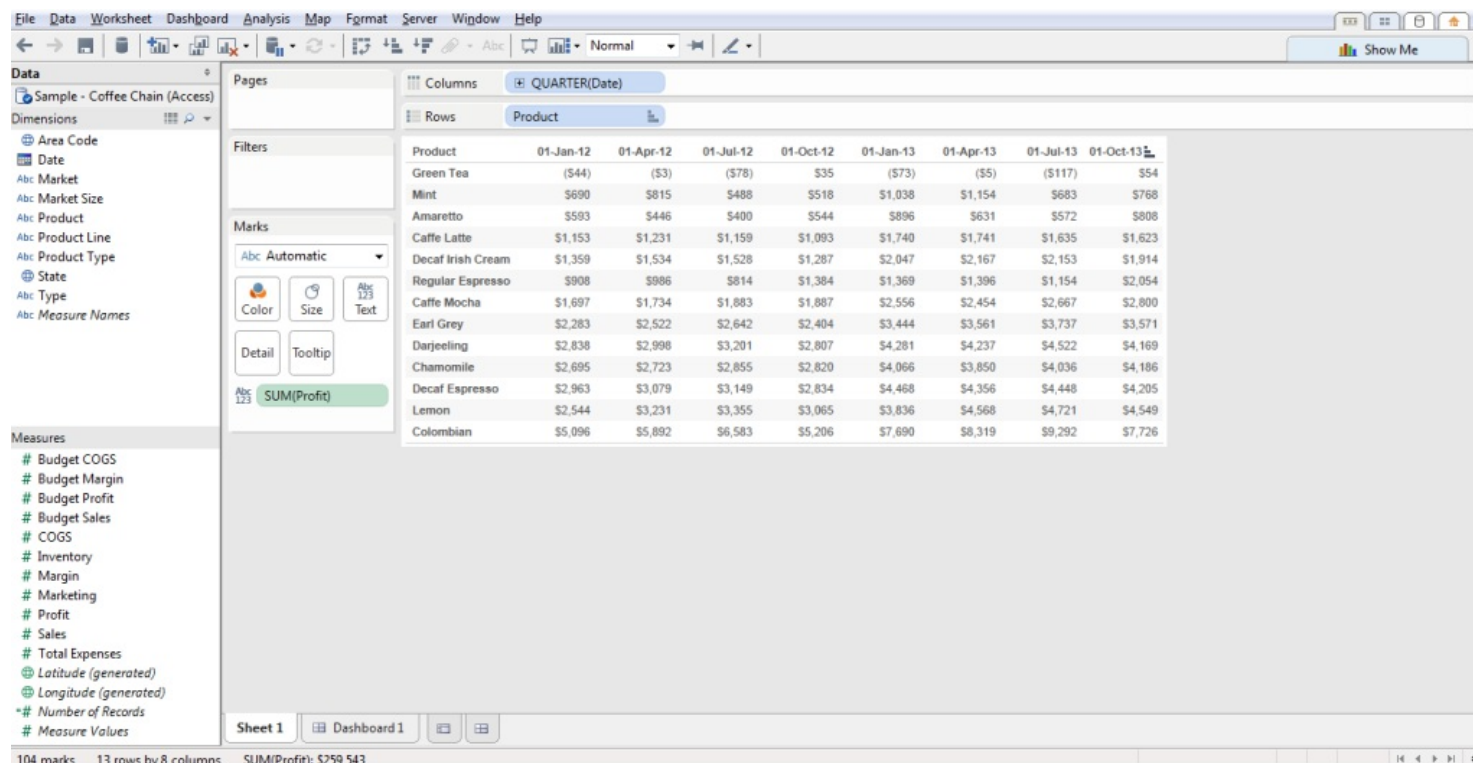 File Data Worksheet Dashboard Analysis Map Format Server Window Help
Abc Normal
Show Me
Data
Sample - Coffee Chain (Access)
Dimensions
Area Code
Date
Abc Market
Abc Market Size
Abc Product
Abc Product Line
Abc Product Type
State
Abc Type
Abc Measure Names
Measures
# Budget COGS
# Budget Margin
# Budget Profit
# Budget Sales
# COGS
# Inventory
# Margin
# Marketing
# Profit
# Sales
# Total Expenses
Latitude (generated)
Longitude (generated)
=# Number of Records
# Measure Values
Pages
Filters
Marks
Abc Automatic
Abc 123
Color Size Text
Detail Tooltip
Abc 123 SUM(Profit)
Columns QUARTER(Date)
Rows Product
Product 01-Jan-12 01-Apr-12 01-Jul-12 01-Oct-12 01-Jan-13 01-Apr-13 01-Jul-13 01-Oct-13
Green Tea ($44) ($3) ($78) $35 ($73) ($5) ($117) $54
Mint $690 $815 $488 $518 $1,038 $1,154 $683 $768
Amaretto $593 $446 $400 $544 $896 $631 $572 $808
Caffe Latte $1,153 $1,231 $1,159 $1,093 $1,740 $1,741 $1,635 $1,623
Decaf Irish Cream $1,359 $1,534 $1,528 $1,287 $2,047 $2,167 $2,153 $1,914
Regular Espresso $908 $986 $814 $1,384 $1,369 $1,396 $1,154 $2,054
Caffe Mocha $1,697 $1,734 $1,883 $1,887 $2,556 $2,454 $2,667 $2,800
Earl Grey $2,283 $2,522 $2,642 $2,404 $3,444 $3,561 $3,737 $3,571
Darjeeling $2,838 $2,998 $3,201 $2,807 $4,281 $4,237 $4,522 $4,169
Chamomile $2,695 $2,723 $2,855 $2,820 $4,066 $3,850 $4,036 $4,186
Decaf Espresso $2,963 $3,079 $3,149 $2,834 $4,468 $4,356 $4,448 $4,205
Lemon $2,544 $3,231 $3,355 $3,065 $3,836 $4,568 $4,721 $4,549
Colombian $5,096 $5,892 $6,583 $5,206 $7,690 $8,319 $9,292 $7,726
Sheet 1 Dashboard 1
104 marks 13 rows by 8 columns SUM(Profit): $259,543